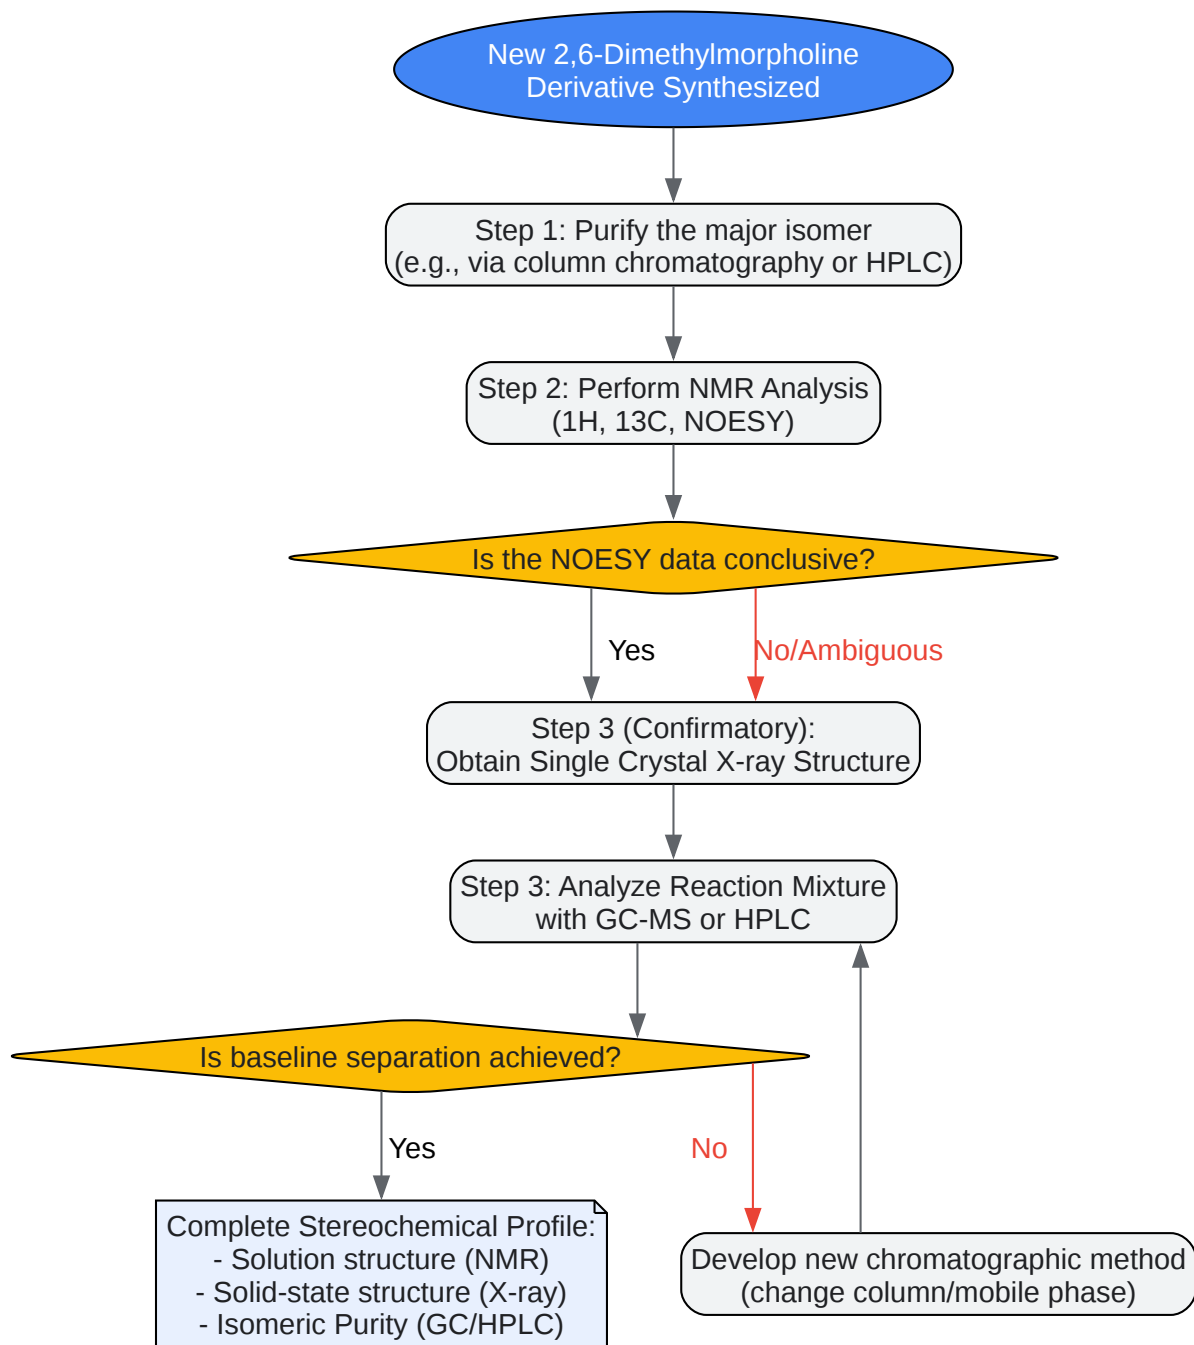 New 2,6-Dimethylmorpholine
Derivative Synthesized
Step 1: Purify the major isomer
(e.g., via column chromatography or HPLC)
Step 2: Perform NMR Analysis
(1H, 13C, NOESY)
Is the NOESY data conclusive?
Yes
No/Ambiguous
Step 3 (Confirmatory):
Obtain Single Crystal X-ray Structure
Step 3: Analyze Reaction Mixture
with GC-MS or HPLC
Is baseline separation achieved?
Yes
No
Complete Stereochemical Profile:
- Solution structure (NMR)
- Solid-state structure (X-ray)
- Isomeric Purity (GC/HPLC)
Develop new chromatographic method
(change column/mobile phase)